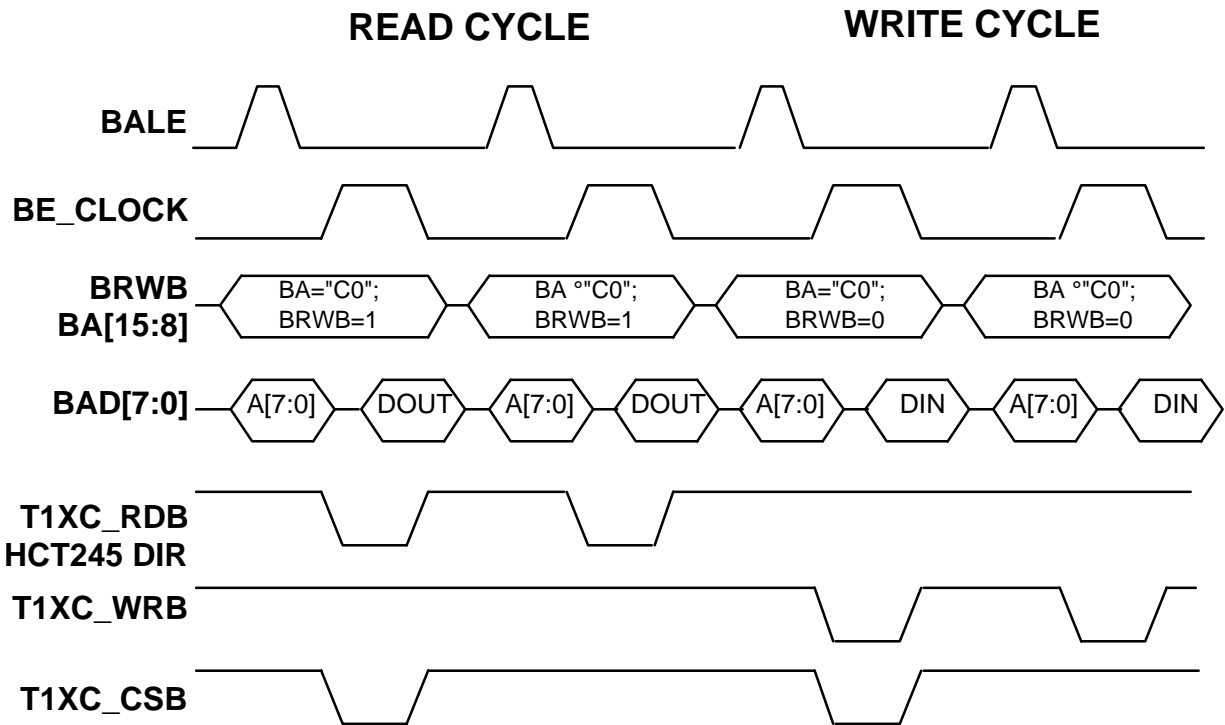 READ CYCLE WRITE CYCLE
BALE
BE_CLOCK
BRWB
BA[15:8]
BA="C0";
BRWB=1
BA °"C0";
BRWB=1
BA="C0";
BRWB=0
BA °"C0";
BRWB=0
BAD[7:0]
A[7:0] DOUT A[7:0] DOUT A[7:0] DIN A[7:0] DIN
T1XC_RDB
HCT245 DIR
T1XC_WRB
T1XC_CSB